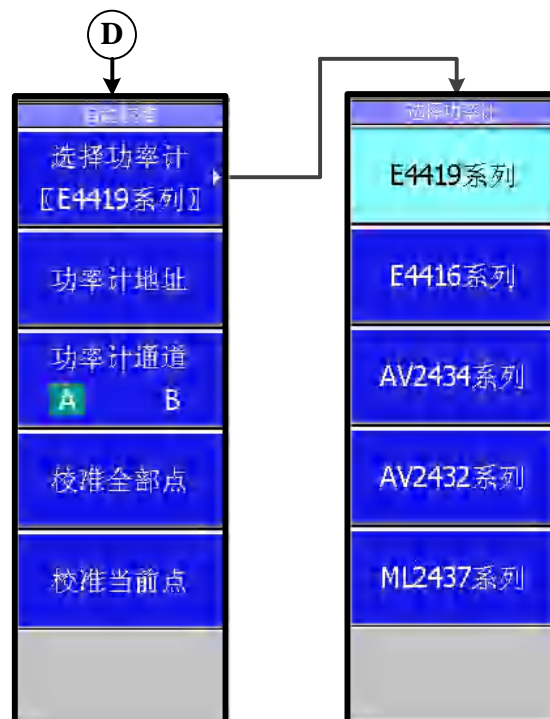 D
选择功率计
〖E4419系列〗
功率计地址
功率计通道
A B
校准全部点
校准当前点
选择功率计
E4419系列
E4416系列
AV2434系列
AV2432系列
ML2437系列